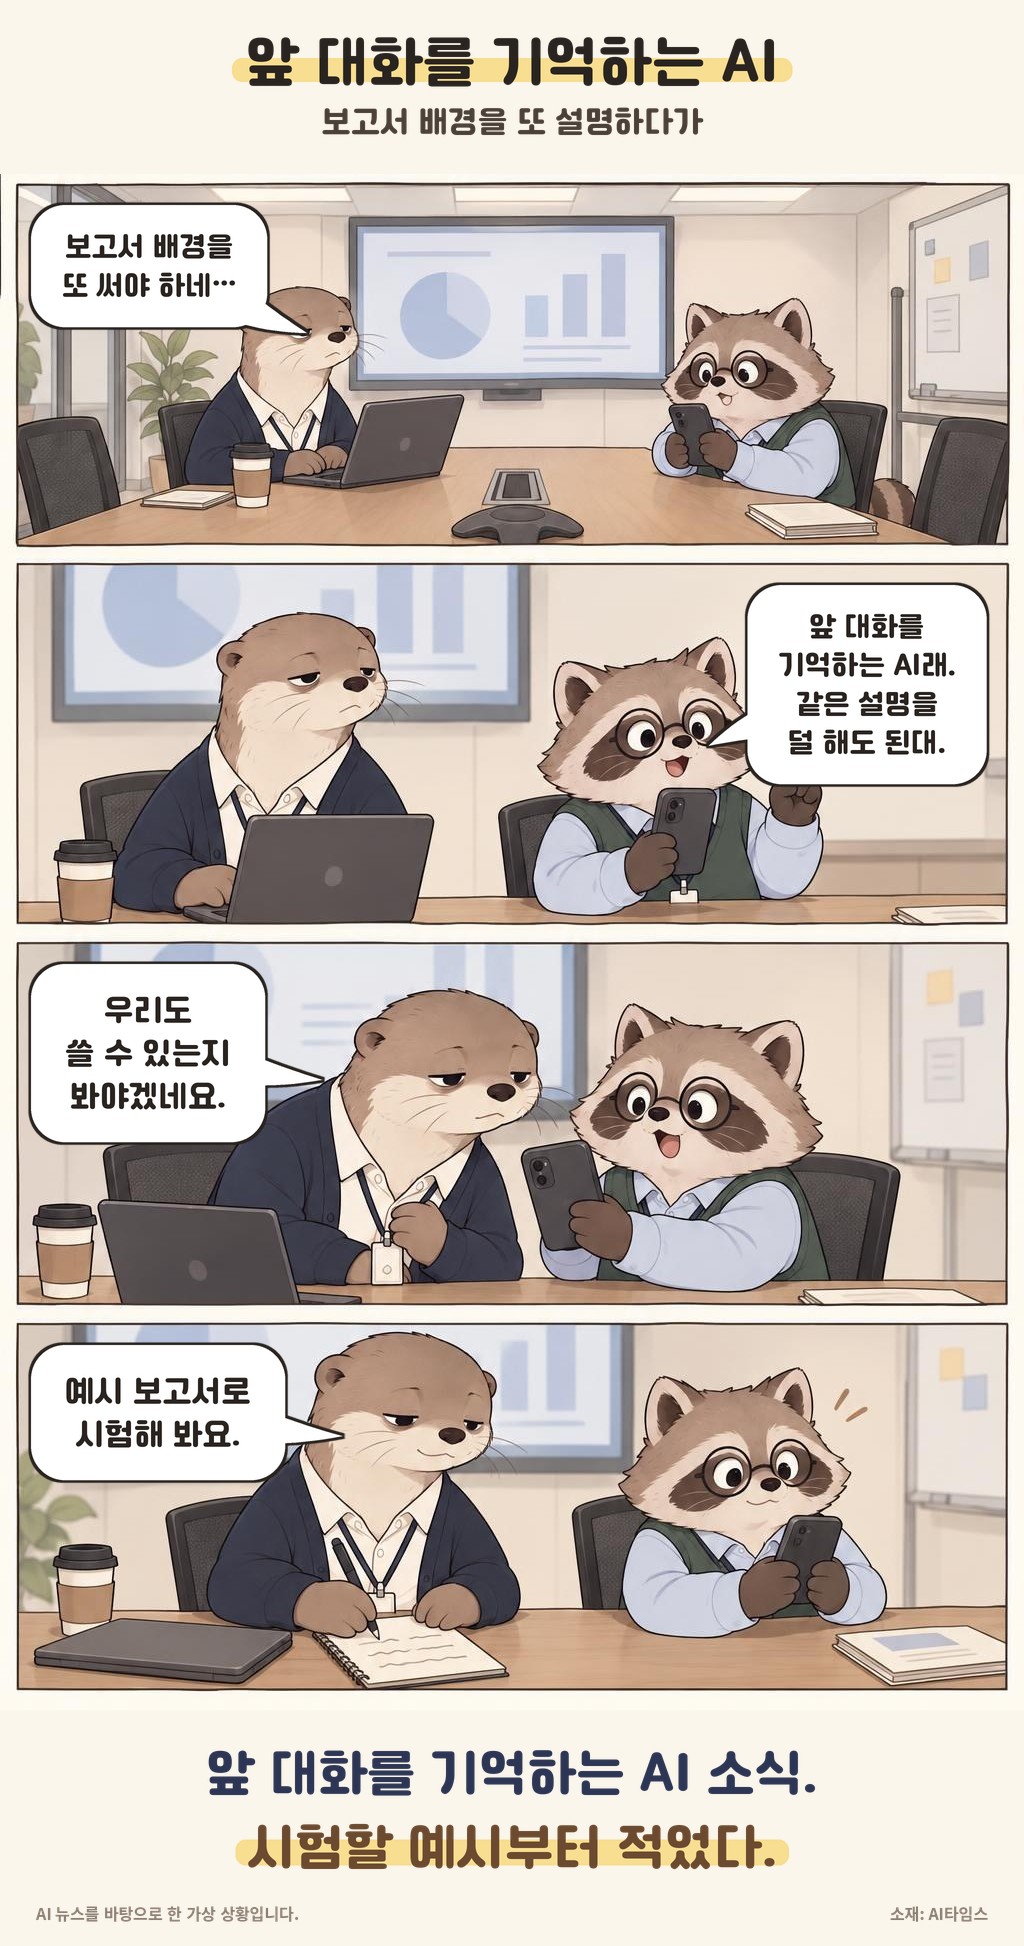 앞 대화를 기억하는 AI
보고서 배경을 또 설명하다가
보고서 배경을
또 써야 하네…
앞 대화를
기억하는 AI래.
같은 설명을
덜 해도 된대.
우리도
쓸 수 있는지
봐야겠네요.
예시 보고서로
시험해 봐요.
앞 대화를 기억하는 AI 소식.
시험할 예시부터 적었다.
AI 뉴스를 바탕으로 한 가상 상황입니다.
소재: AI타임스